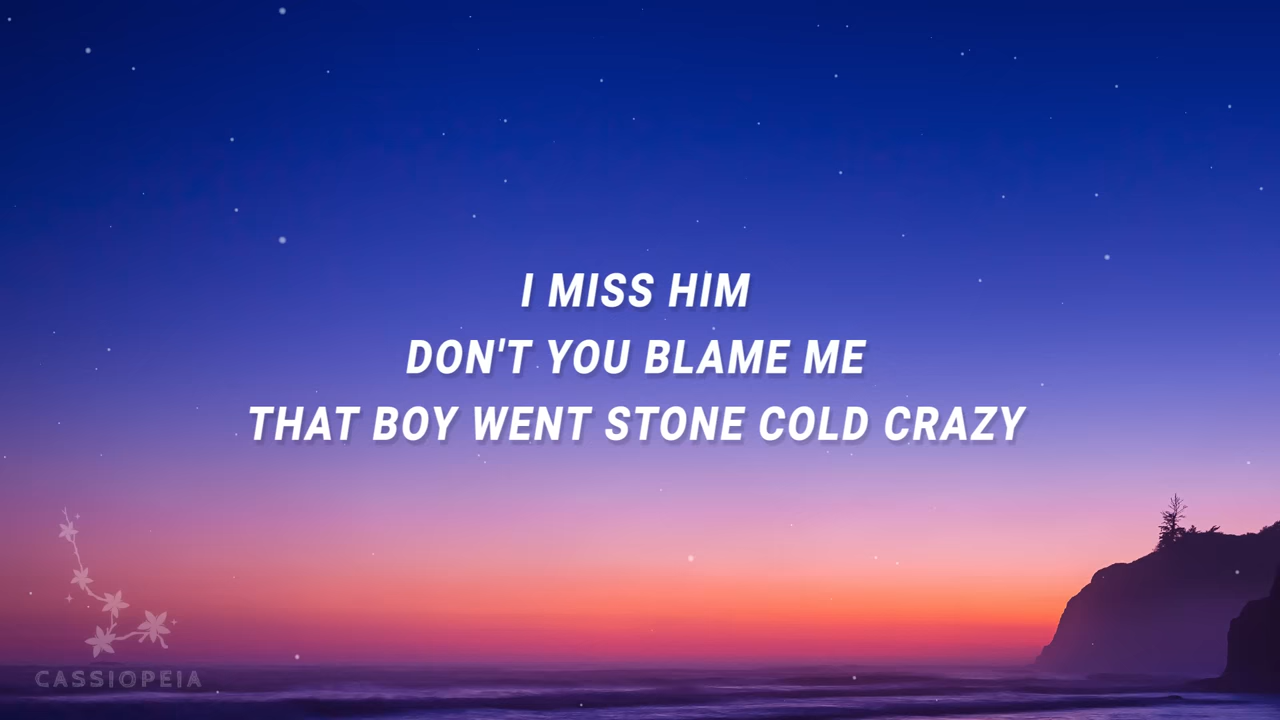 I MISS HIM
DON'T YOU BLAME ME
THAT BOY WENT STONE COLD CRAZY
CASSIOPEIA